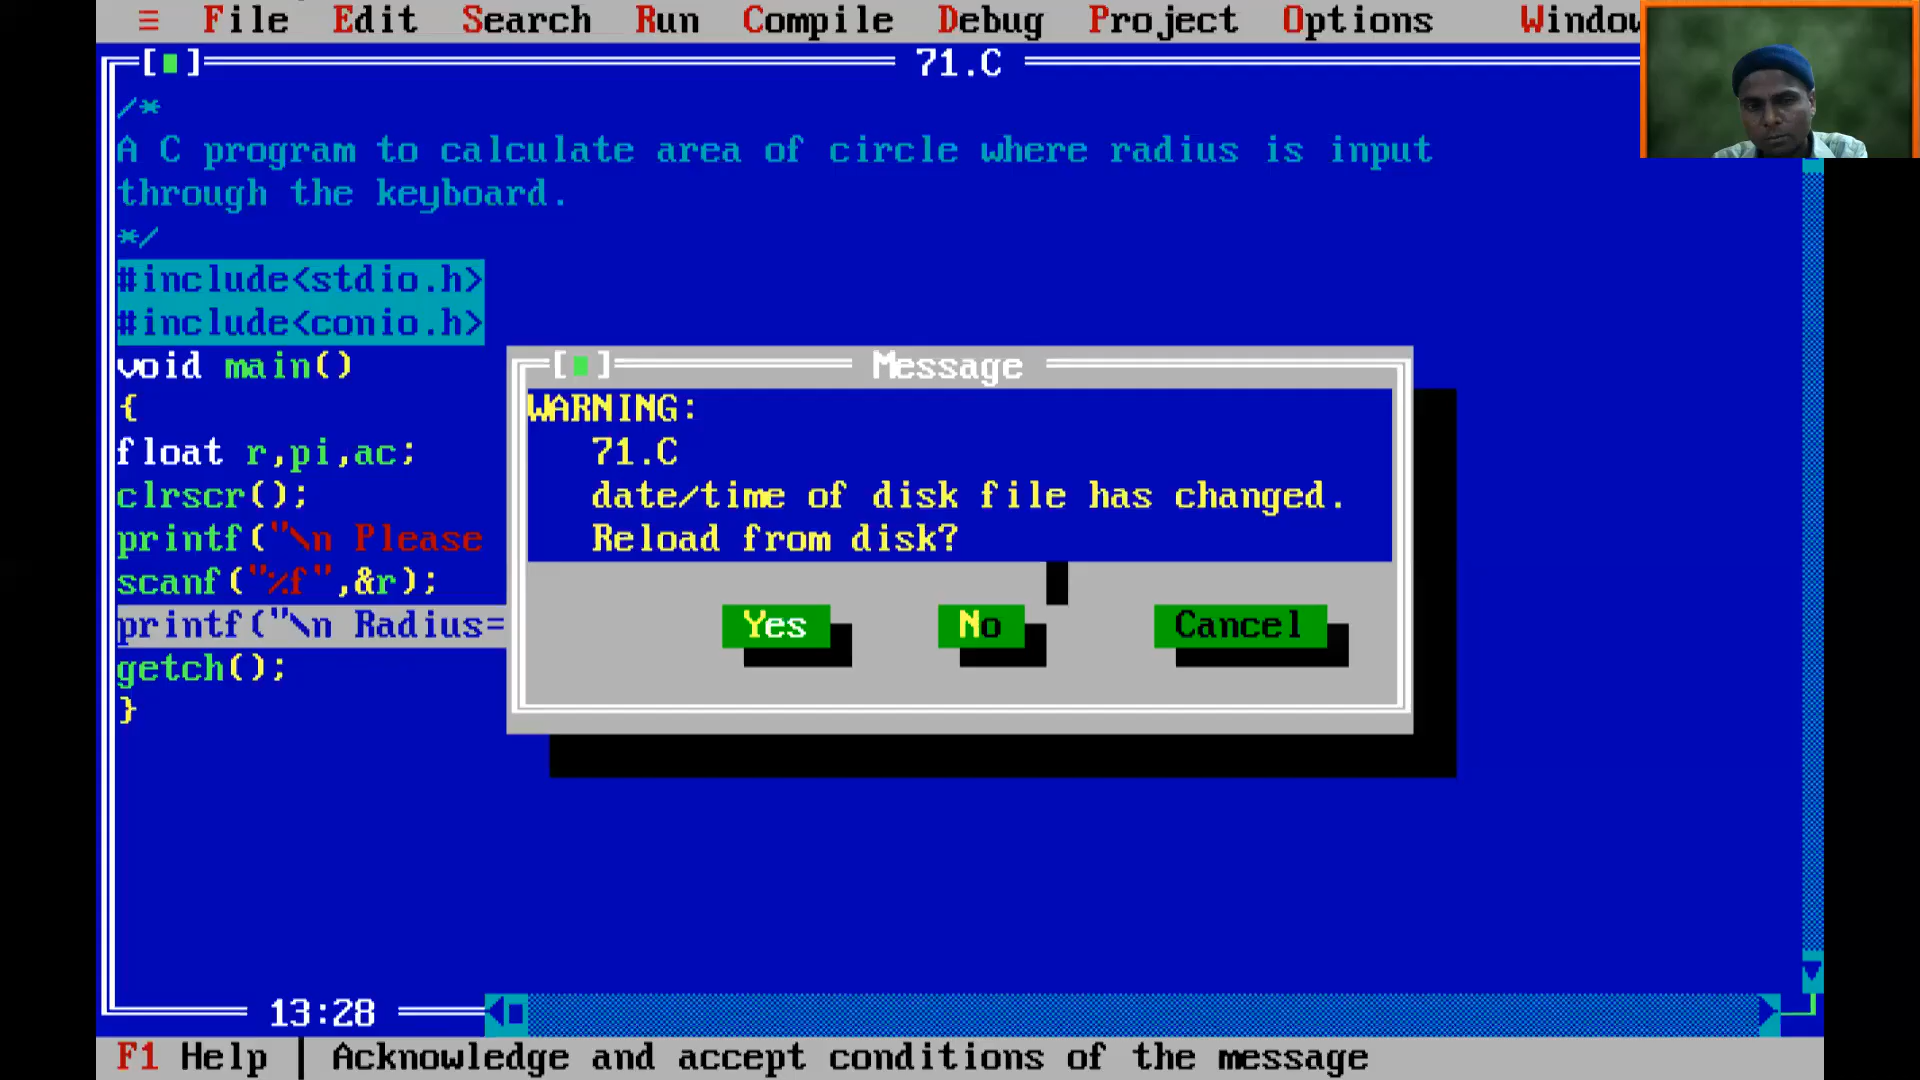 ≡ File Edit Search Run Compile Debug Project Options Window
[■] 71.C
/*
A C program to calculate area of circle where radius is input
through the keyboard.
*/
#include<stdio.h>
#include<conio.h>
void main()
{
float r,pi,ac;
clrscr();
printf("\n Please
scanf("%f",&r);
printf("\n Radius=
getch();
}
[■] Message
WARNING:
71.C
date/time of disk file has changed.
Reload from disk?
Yes No Cancel
13:28
F1 Help | Acknowledge and accept conditions of the message